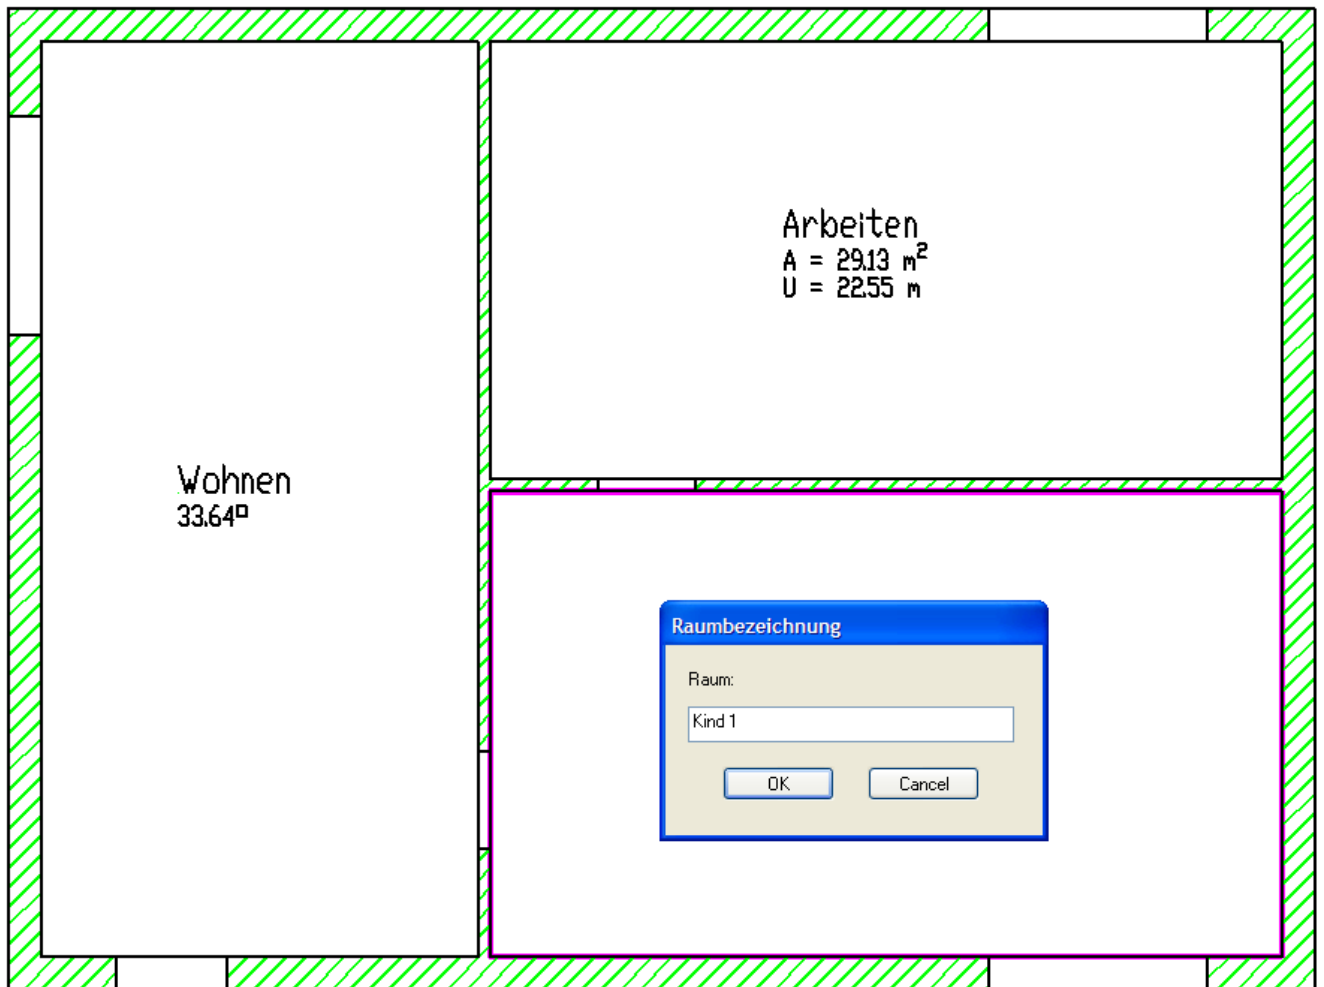 Arbeiten
A = 29.13 m²
U = 22.55 m
Wohnen
33.64□
Raumbezeichnung
Raum:
Kind 1
OK Cancel